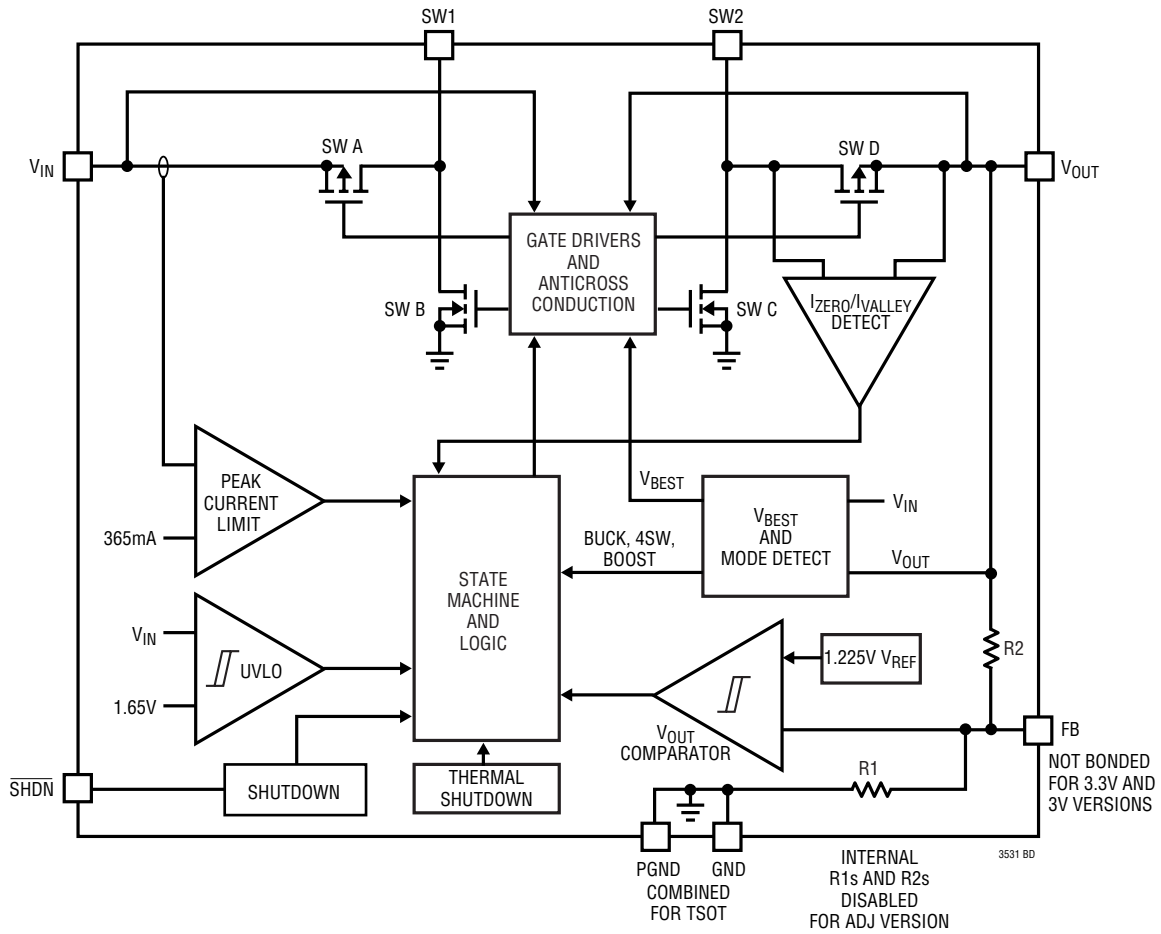 SW1
SW2
SW A
SW D
VIN
VOUT
GATE DRIVERS
AND
ANTICROSS
CONDUCTION
SW B
SW C
IZERO/IVALLEY
DETECT
PEAK
CURRENT
LIMIT
365mA
VBEST
VBEST
AND
MODE DETECT
VIN
VOUT
BUCK, 4SW,
BOOST
STATE
MACHINE
AND
LOGIC
VIN
UVLO
1.65V
1.225V VREF
R2
VOUT
COMPARATOR
FB
NOT BONDED
FOR 3.3V AND
3V VERSIONS
R1
SHDN
SHUTDOWN
THERMAL
SHUTDOWN
PGND
GND
COMBINED
FOR TSOT
INTERNAL
R1s AND R2s
DISABLED
FOR ADJ VERSION
3531 BD